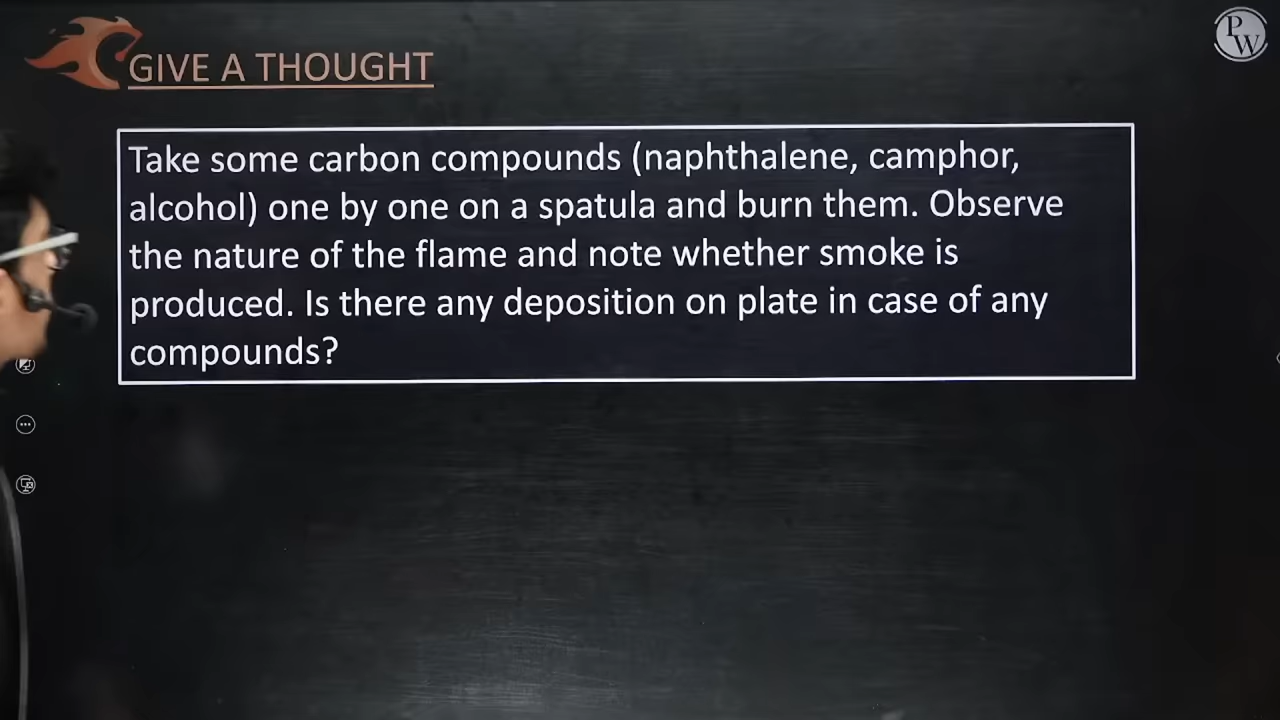 GIVE A THOUGHT
PW
Take some carbon compounds (naphthalene, camphor,
alcohol) one by one on a spatula and burn them. Observe
the nature of the flame and note whether smoke is
produced. Is there any deposition on plate in case of any
compounds?